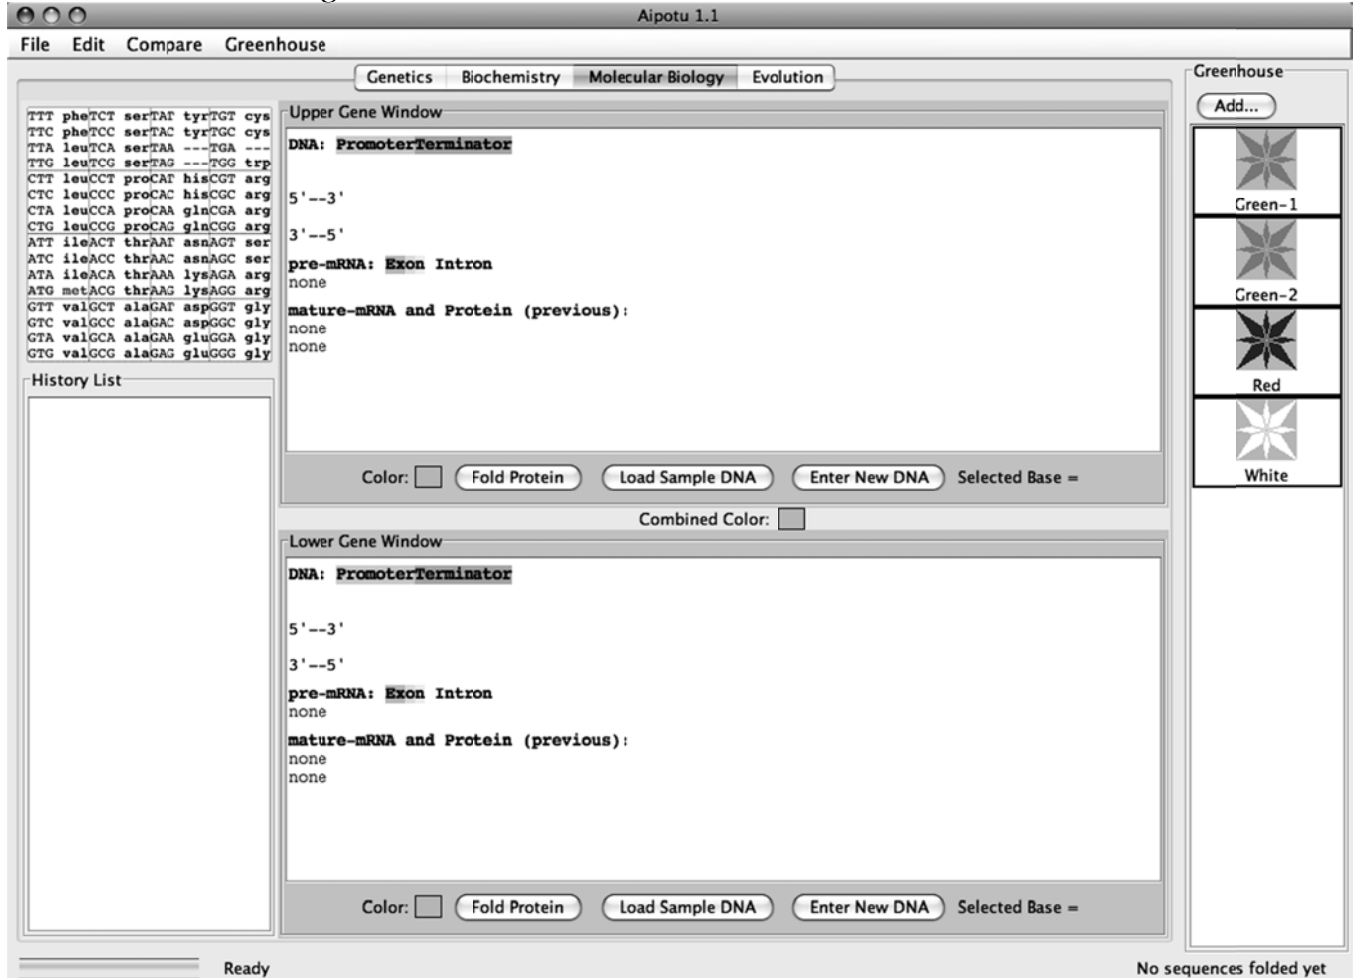 Aipotu 1.1
File Edit Compare Greenhouse
Genetics Biochemistry Molecular Biology Evolution
TTT phe TCT ser TAT tyr TGT cys
TTC phe TCC ser TAC tyr TGC cys
TTA leu TCA ser TAA --- TGA ---
TTG leu TCG ser TAG --- TGG trp
CTT leu CCT pro CAT his CGT arg
CTC leu CCC pro CAC his CGC arg
CTA leu CCA pro CAA gln CGA arg
CTG leu CCG pro CAG gln CGG arg
ATT ile ACT thr AAT asn AGT ser
ATC ile ACC thr AAC asn AGC ser
ATA ile ACA thr AAA lys AGA arg
ATG met ACG thr AAG lys AGG arg
GTT val GCT ala GAT asp GGT gly
GTC val GCC ala GAC asp GGC gly
GTA val GCA ala GAA glu GGA gly
GTG val GCG ala GAG glu GGG gly
History List
Upper Gene Window
DNA: PromoterTerminator
5'--3'
3'--5'
pre-mRNA: Exon Intron
none
mature-mRNA and Protein (previous):
none
none
Color: Fold Protein Load Sample DNA Enter New DNA Selected Base =
Combined Color:
Lower Gene Window
DNA: PromoterTerminator
5'--3'
3'--5'
pre-mRNA: Exon Intron
none
mature-mRNA and Protein (previous):
none
none
Color: Fold Protein Load Sample DNA Enter New DNA Selected Base =
Greenhouse
Add...
Green-1
Green-2
Red
White
Ready
No sequences folded yet